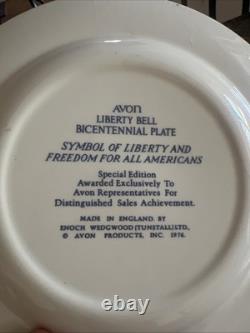 AVON
LIBERTY BELL
BICENTENNIAL PLATE
SYMBOL OF LIBERTY AND
FREEDOM FOR ALL AMERICANS
Special Edition
Awarded Exclusively To
Avon Representatives For
Distinguished Sales Achievement.
MADE IN ENGLAND. BY
ENOCH WEDGWOOD (TUNSTALL) LTD.,
© AVON PRODUCTS, INC. 1976.